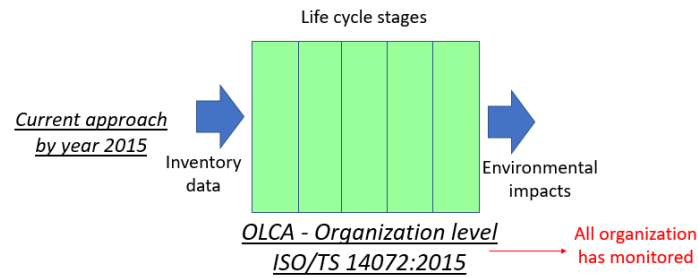 Life cycle stages
Current approach
by year 2015
Inventory
data
Environmental
impacts
OLCA - Organization level
ISO/TS 14072:2015
All organization
has monitored